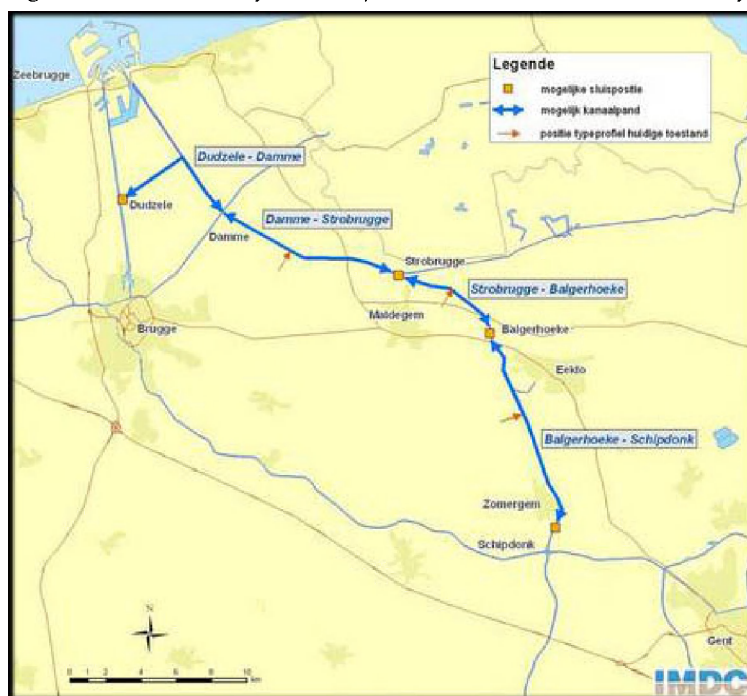 Zeebrugge
Legende
mogelijke sluispositie
mogelijk kanaalpand
positie typeprofiel huidige toestand
Dudzele - Damme
Dudzele
Damme - Strobrugge
Damme
Strobrugge
Strobrugge - Balgerhoeke
Maldegem
Brugge
Balgerhoeke
Eeklo
Balgerhoeke - Schipdonk
Zomergem
Schipdonk
N
Gent
0 1 2 4 6 8 10
km
IMDC